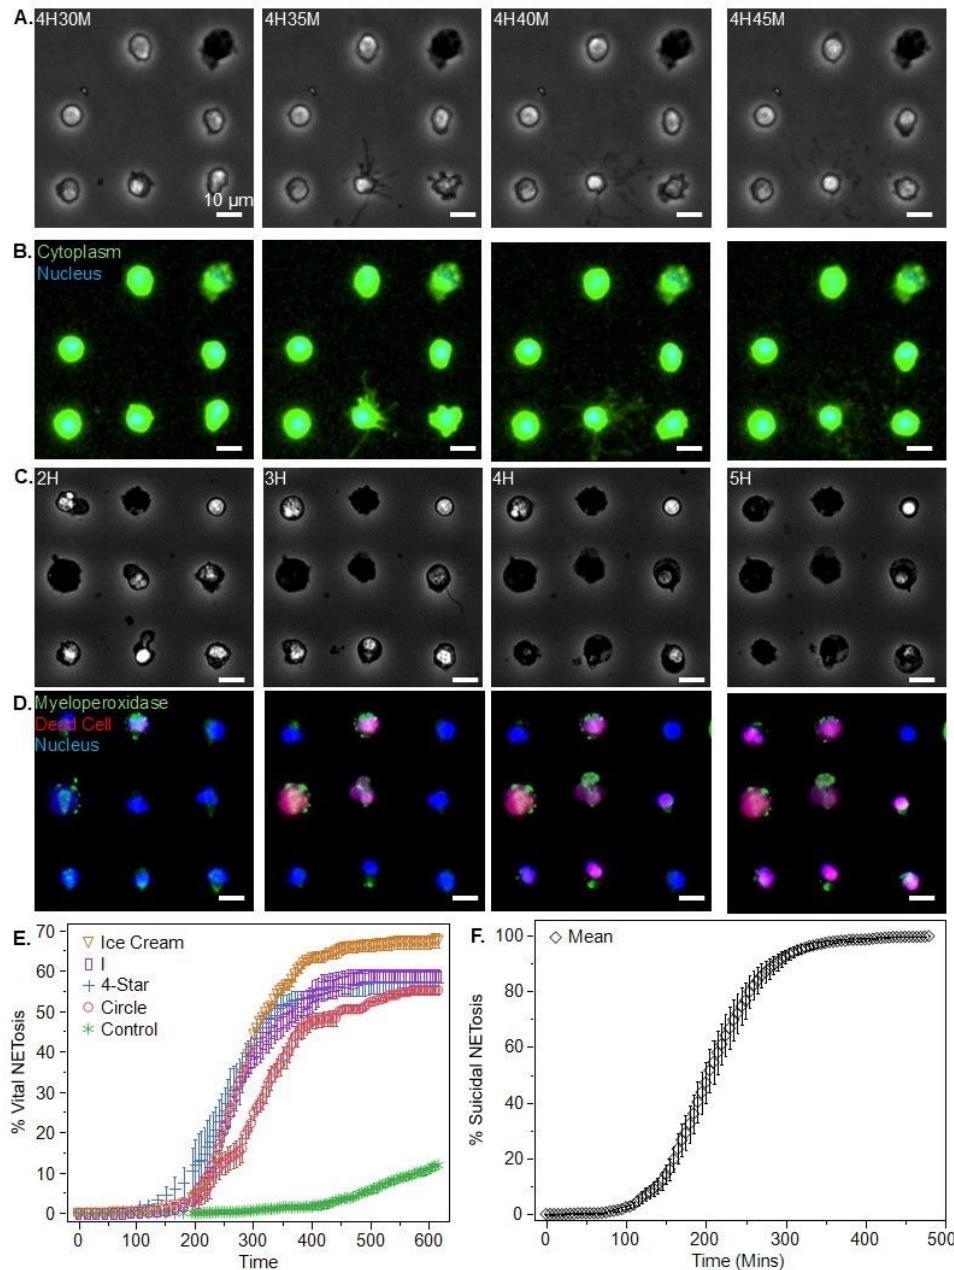 A.
4H30M
4H35M
4H40M
4H45M
10 µm
B.
Cytoplasm
Nucleus
C.
2H
3H
4H
5H
D.
Myeloperoxidase
Dead Cell
Nucleus
E.
70
60
50
40
30
20
10
0
% Vital NETosis
Ice Cream
I
4-Star
Circle
Control
0 100 200 300 400 500 600
Time
F.
100
80
60
40
20
0
% Suicidal NETosis
Mean
0 100 200 300 400 500
Time (Mins)